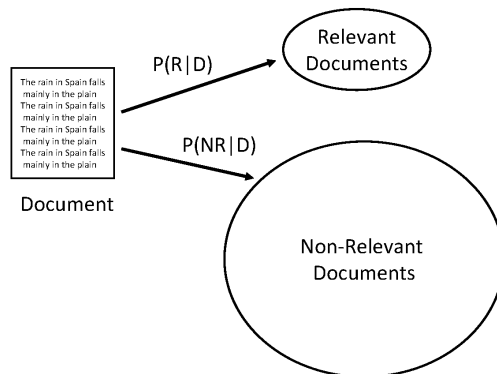 Relevant
Documents
P(R|D)
The rain in Spain falls
mainly in the plain
The rain in Spain falls
mainly in the plain
The rain in Spain falls
mainly in the plain
The rain in Spain falls
mainly in the plain
P(NR|D)
Document
Non-Relevant
Documents